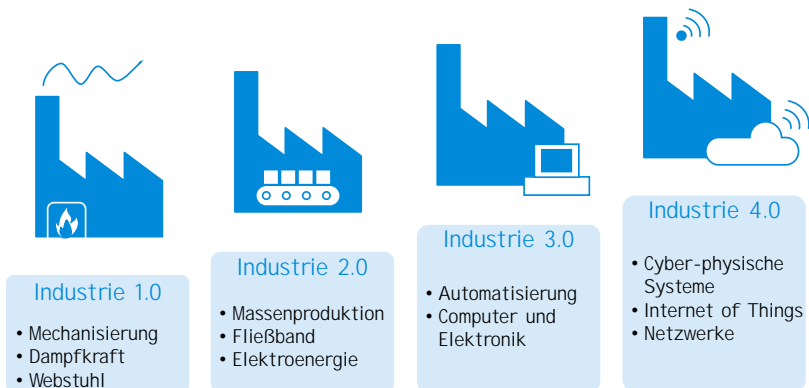 Industrie 1.0
• Mechanisierung
• Dampfkraft
• Webstuhl
Industrie 2.0
• Massenproduktion
• Fließband
• Elektroenergie
Industrie 3.0
• Automatisierung
• Computer und
Elektronik
Industrie 4.0
• Cyber-physische
Systeme
• Internet of Things
• Netzwerke